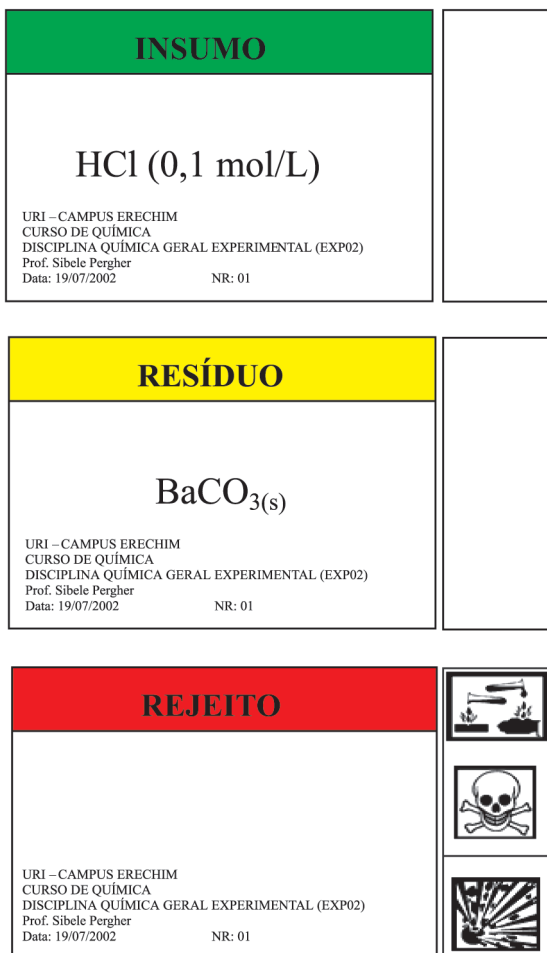 INSUMO
HCl (0,1 mol/L)
URI – CAMPUS ERECHIM
CURSO DE QUÍMICA
DISCIPLINA QUÍMICA GERAL EXPERIMENTAL (EXP02)
Prof. Sibele Pergher
Data: 19/07/2002 NR: 01
RESÍDUO
BaCO₃₍ₛ₎
URI – CAMPUS ERECHIM
CURSO DE QUÍMICA
DISCIPLINA QUÍMICA GERAL EXPERIMENTAL (EXP02)
Prof. Sibele Pergher
Data: 19/07/2002 NR: 01
REJEITO
URI – CAMPUS ERECHIM
CURSO DE QUÍMICA
DISCIPLINA QUÍMICA GERAL EXPERIMENTAL (EXP02)
Prof. Sibele Pergher
Data: 19/07/2002 NR: 01